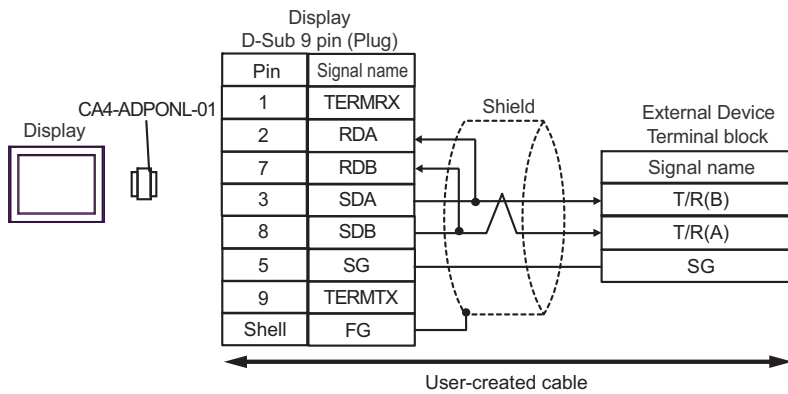 Display
D-Sub 9 pin (Plug)
Pin Signal name
1 TERMRX
2 RDA
7 RDB
3 SDA
8 SDB
5 SG
9 TERMTX
Shell FG
CA4-ADPONL-01
Display
Shield
External Device
Terminal block
Signal name
T/R(B)
T/R(A)
SG
User-created cable